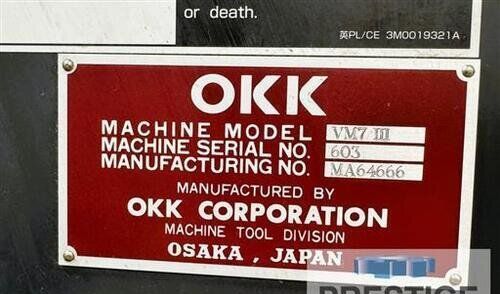 or death.
英PL/CE 3M0019321A
OKK
MACHINE MODEL VM7 III
MACHINE SERIAL NO. 603
MANUFACTURING NO. MA64666
MANUFACTURED BY
OKK CORPORATION
MACHINE TOOL DIVISION
OSAKA , JAPAN
PRESTIGE